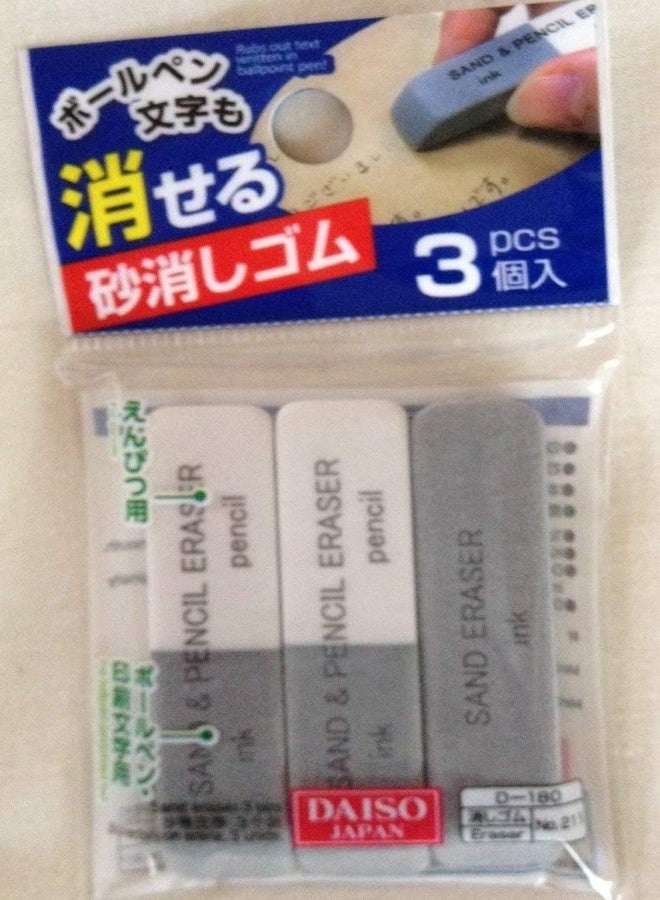 ボールペン
文字も
Rubs out text
written in
ballpoint pen!
消せる
砂消しゴム
3 pcs
個入
SAND & PENCIL ER
ink
えんぴつ用
ボールペン・
印刷文字用
SAND & PENCIL ERASER
pencil
ink
SAND & PENCIL ERASER
pencil
ink
SAND ERASER
ink
DAISO
JAPAN
D-180
消しゴム
Eraser
No.211